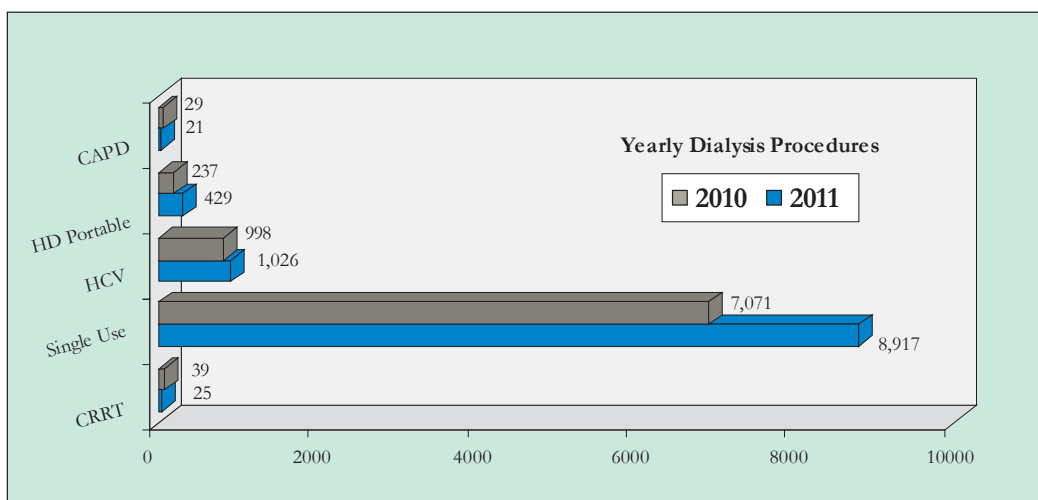 29
21
CAPD
Yearly Dialysis Procedures
2010 2011
237
429
HD Portable
998
1,026
HCV
7,071
8,917
Single Use
39
25
CRRT
0 2000 4000 6000 8000 10000